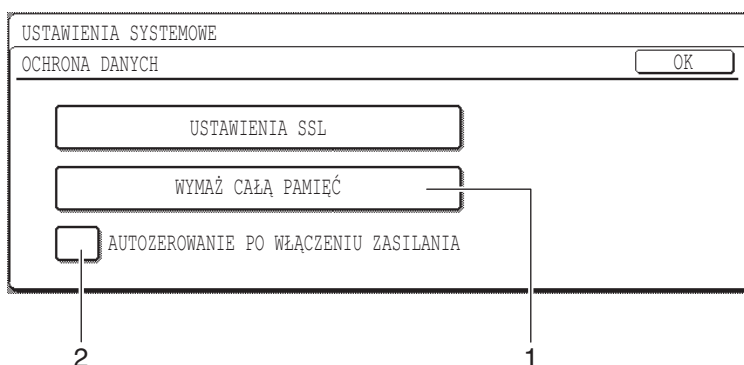 USTAWIENIA SYSTEMOWE
OCHRONA DANYCH OK
USTAWIENIA SSL
WYMAŻ CAŁĄ PAMIĘĆ
AUTOZEROWANIE PO WŁĄCZENIU ZASILANIA
2 1